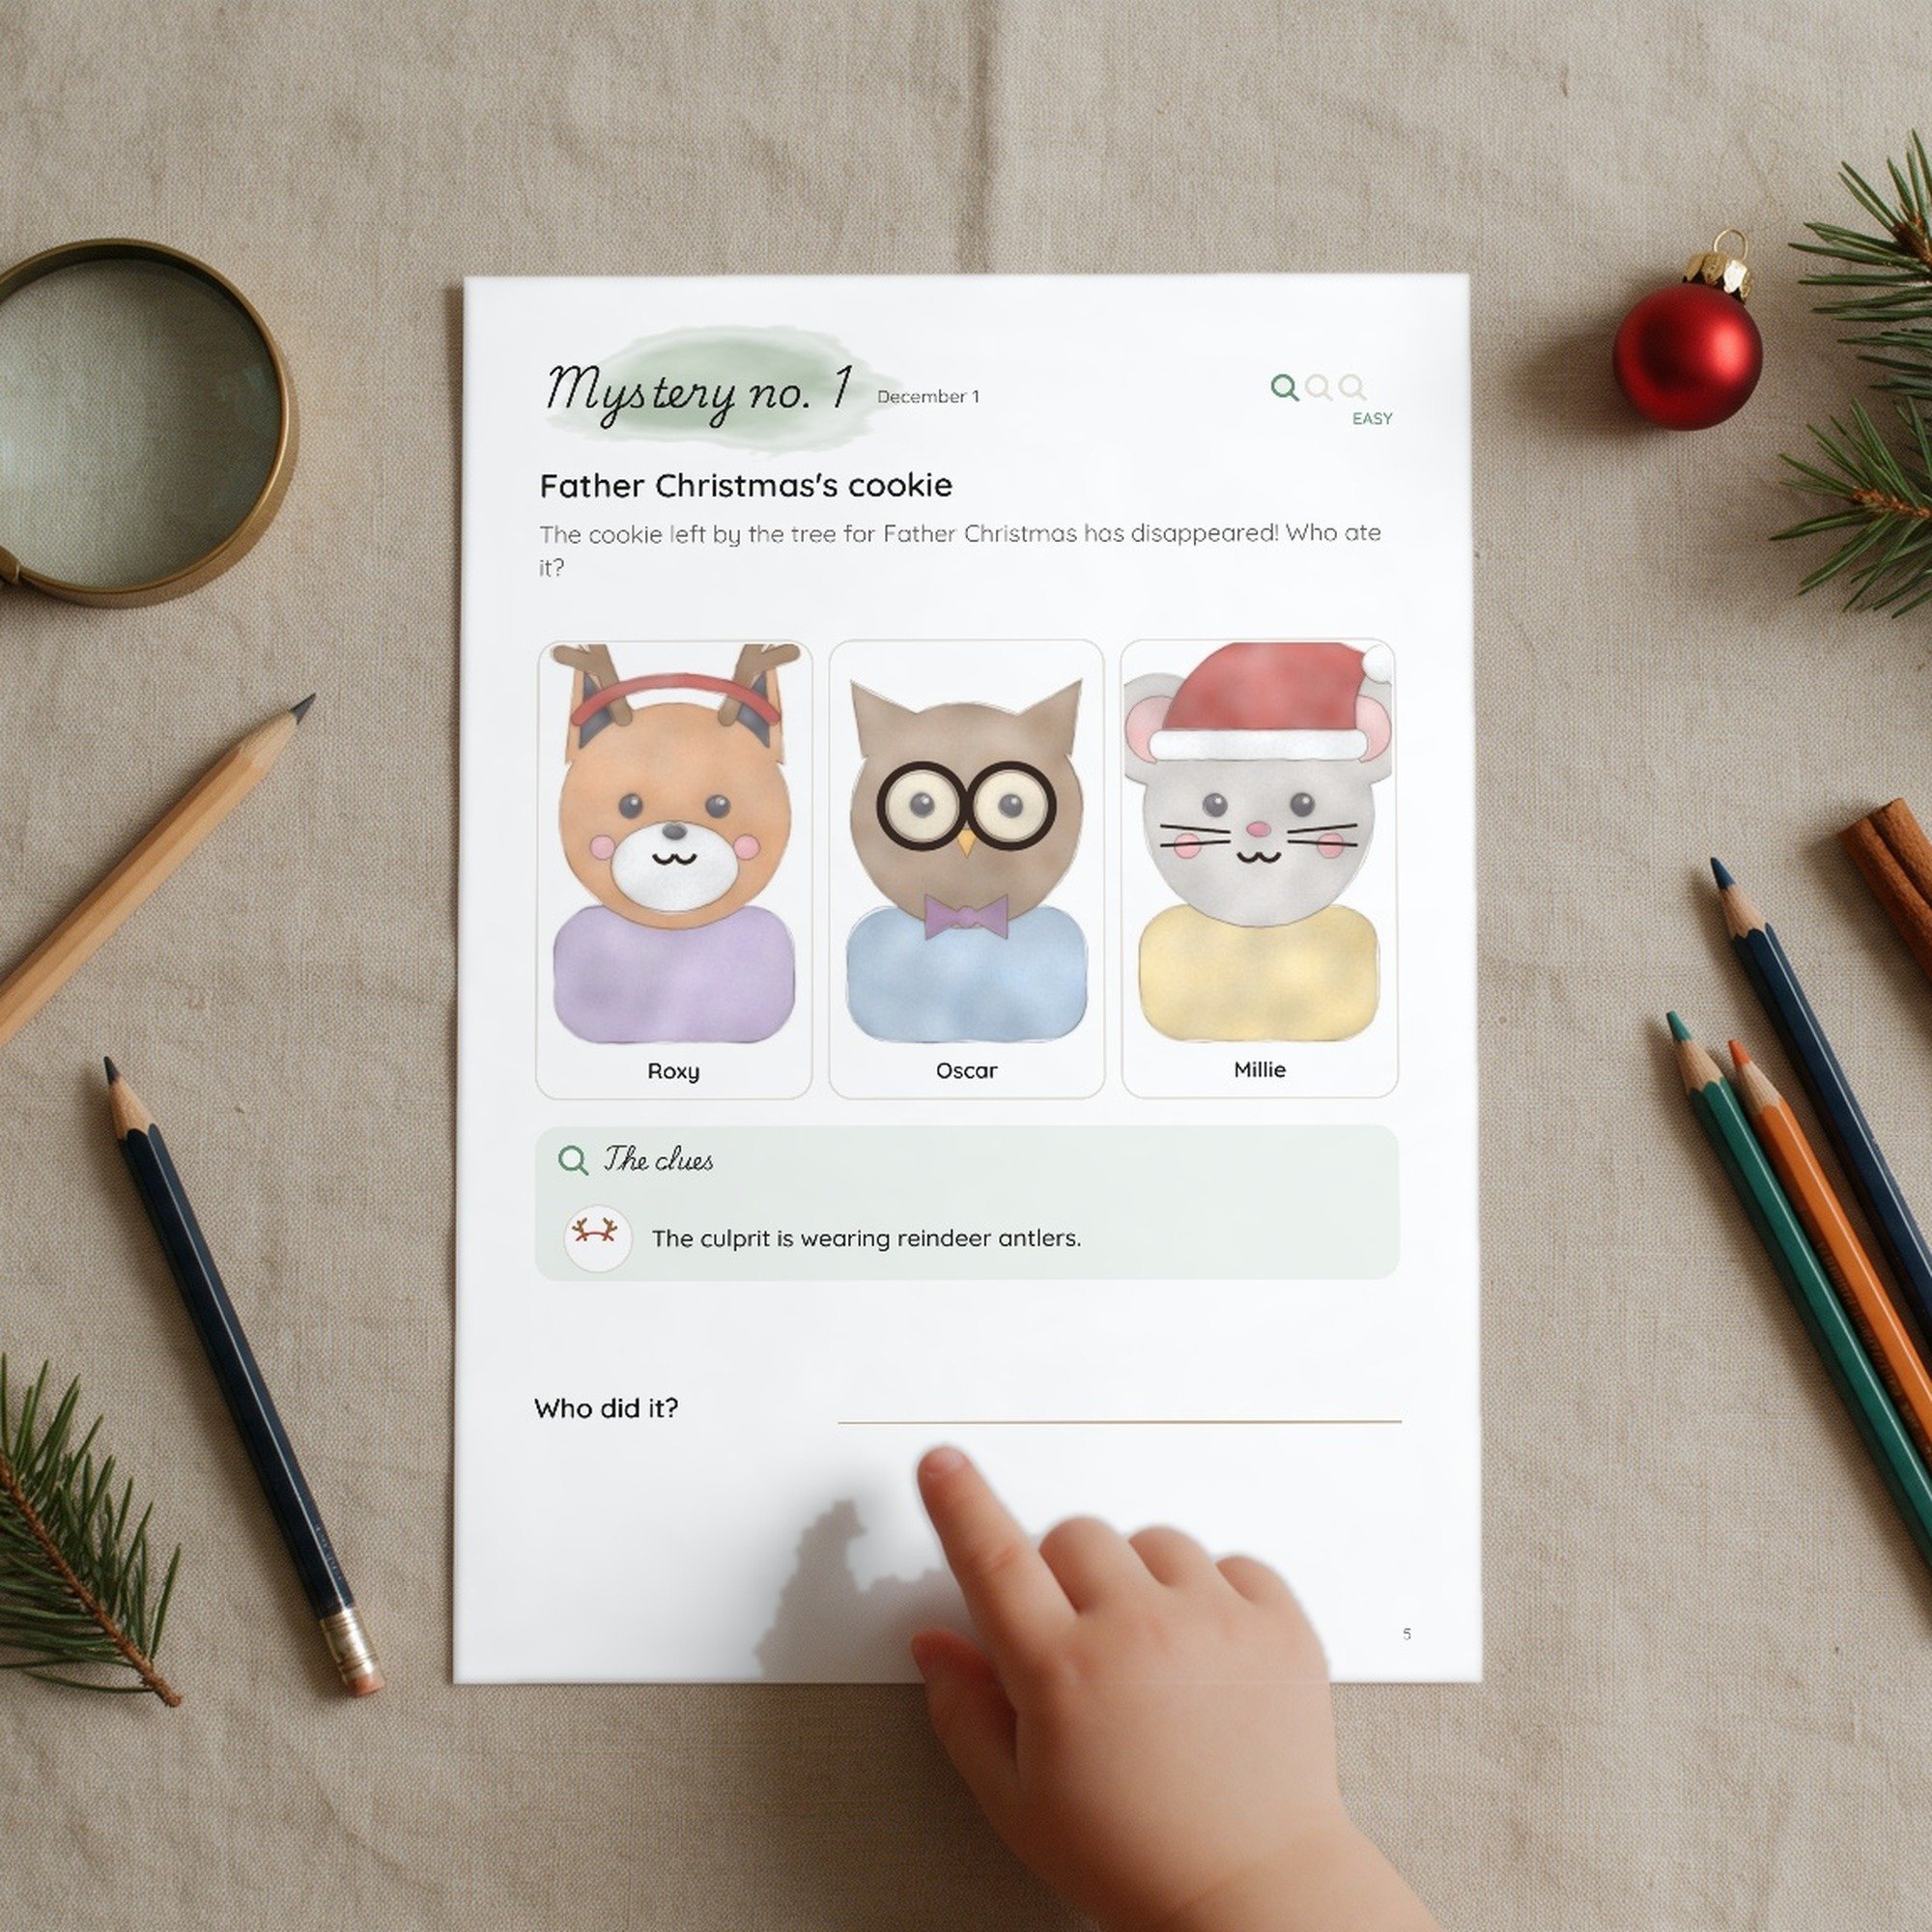 Mystery no. 1 December 1
EASY
Father Christmas's cookie
The cookie left by the tree for Father Christmas has disappeared! Who ate
it?
Roxy Oscar Millie
The clues
The culprit is wearing reindeer antlers.
Who did it?
5